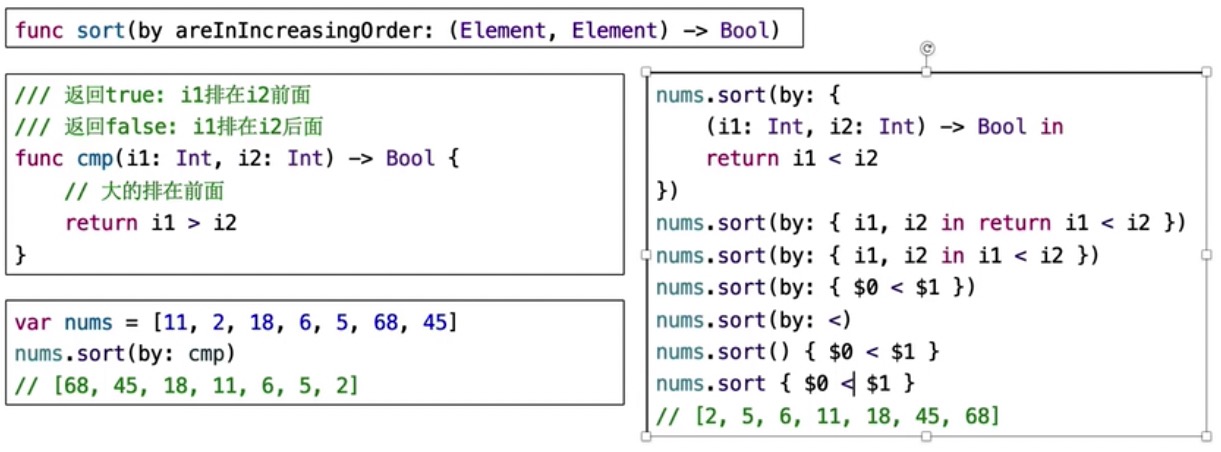 func sort(by areInIncreasingOrder: (Element, Element) -> Bool)
/// 返回true: i1排在i2前面
/// 返回false: i1排在i2后面
func cmp(i1: Int, i2: Int) -> Bool {
    // 大的排在前面
    return i1 > i2
}
var nums = [11, 2, 18, 6, 5, 68, 45]
nums.sort(by: cmp)
// [68, 45, 18, 11, 6, 5, 2]
nums.sort(by: {
    (i1: Int, i2: Int) -> Bool in
    return i1 < i2
})
nums.sort(by: { i1, i2 in return i1 < i2 })
nums.sort(by: { i1, i2 in i1 < i2 })
nums.sort(by: { $0 < $1 })
nums.sort(by: <)
nums.sort() { $0 < $1 }
nums.sort { $0 < $1 }
// [2, 5, 6, 11, 18, 45, 68]